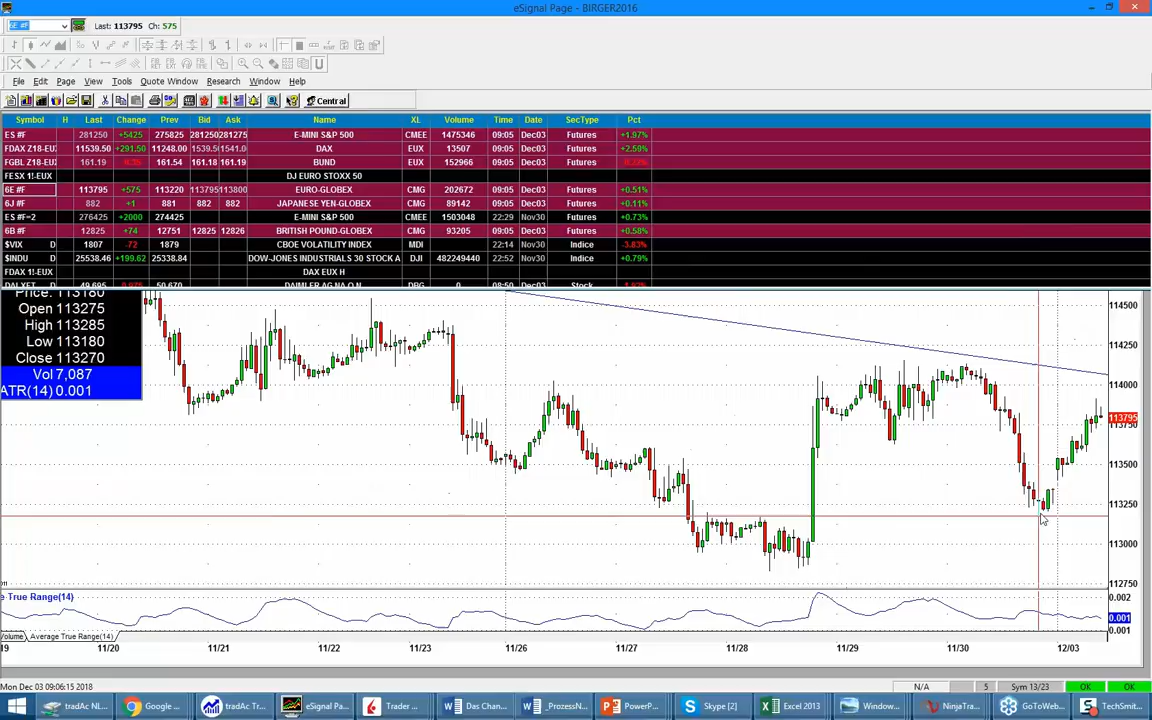 eSignal Page - BIRGER2016
6E #F Last: 113795 Ch: 575
File Edit Page View Tools Quote Window Research Window Help
Central
Symbol H Last Change Prev Bid Ask Name XL Volume Time Date SecType Pct
ES #F 281250 +5425 275825 281250 281275 E-MINI S&P 500 CMEE 1475346 09:05 Dec03 Futures +1.97%
FDAX Z18-EU 11539.50 +291.50 11248.00 1539.50 1541.0 DAX EUX 13507 09:05 Dec03 Futures +2.59%
FGBL Z18-EU 161.19 161.54 161.18 161.19 BUND EUX 152966 09:05 Dec03 Futures
FESX 1!-EUX DJ EURO STOXX 50
6E #F 113795 +575 113220 113795 113800 EURO-GLOBEX CMG 202672 09:05 Dec03 Futures +0.51%
6J #F 882 +1 881 882 882 JAPANESE YEN-GLOBEX CMG 89142 09:05 Dec03 Futures +0.11%
ES #F=2 276425 +2000 274425 E-MINI S&P 500 CMEE 1503048 22:29 Nov30 Futures +0.73%
6B #F 12825 +74 12751 12825 12826 BRITISH POUND-GLOBEX CMG 93205 09:05 Dec03 Futures +0.58%
$VIX D 1807 -72 1879 CBOE VOLATILITY INDEX MDI 22:14 Nov30 Indice -3.83%
$INDU D 25538.46 +199.62 25338.84 DOW-JONES INDUSTRIALS 30 STOCK A DJI 482249440 22:52 Nov30 Indice +0.79%
FDAX 1!-EUX DAX EUX H
Price: 113180
Open 113275
High 113285
Low 113180
Close 113270
Vol 7,087
ATR(14) 0.001
114500
114250
114000
113795
113750
113500
113250
113000
112750
e True Range(14)
0.002
0.001
0.001
Volume Average True Range(14)
19 11/20 11/21 11/22 11/23 11/26 11/27 11/28 11/29 11/30 12/03
Mon Dec 03 09:06:15 2018 N/A 5 Sym 13/23 OK OK
tradAc NL... Google ... tradAc Tr... eSignal Pa... Trader ... Das Chan... _ProzessN... PowerP... Skype [2] Excel 2013 Window... NinjaTra... GoToWeb... TechSmit...